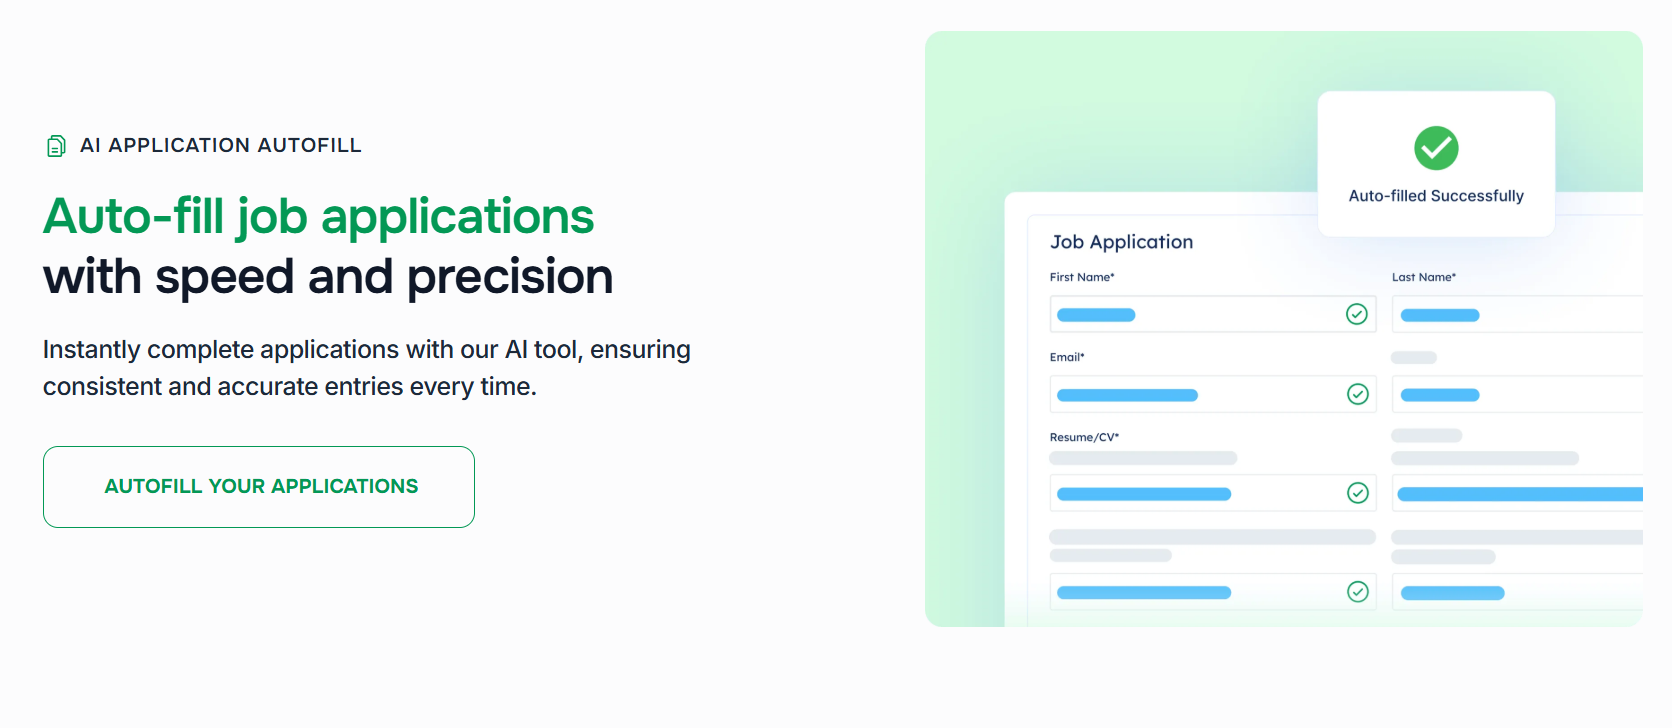 AI APPLICATION AUTOFILL
Auto-fill job applications
with speed and precision
Instantly complete applications with our AI tool, ensuring
consistent and accurate entries every time.
AUTOFILL YOUR APPLICATIONS
Auto-filled Successfully
Job Application
First Name*
Last Name*
Email*
Resume/CV*